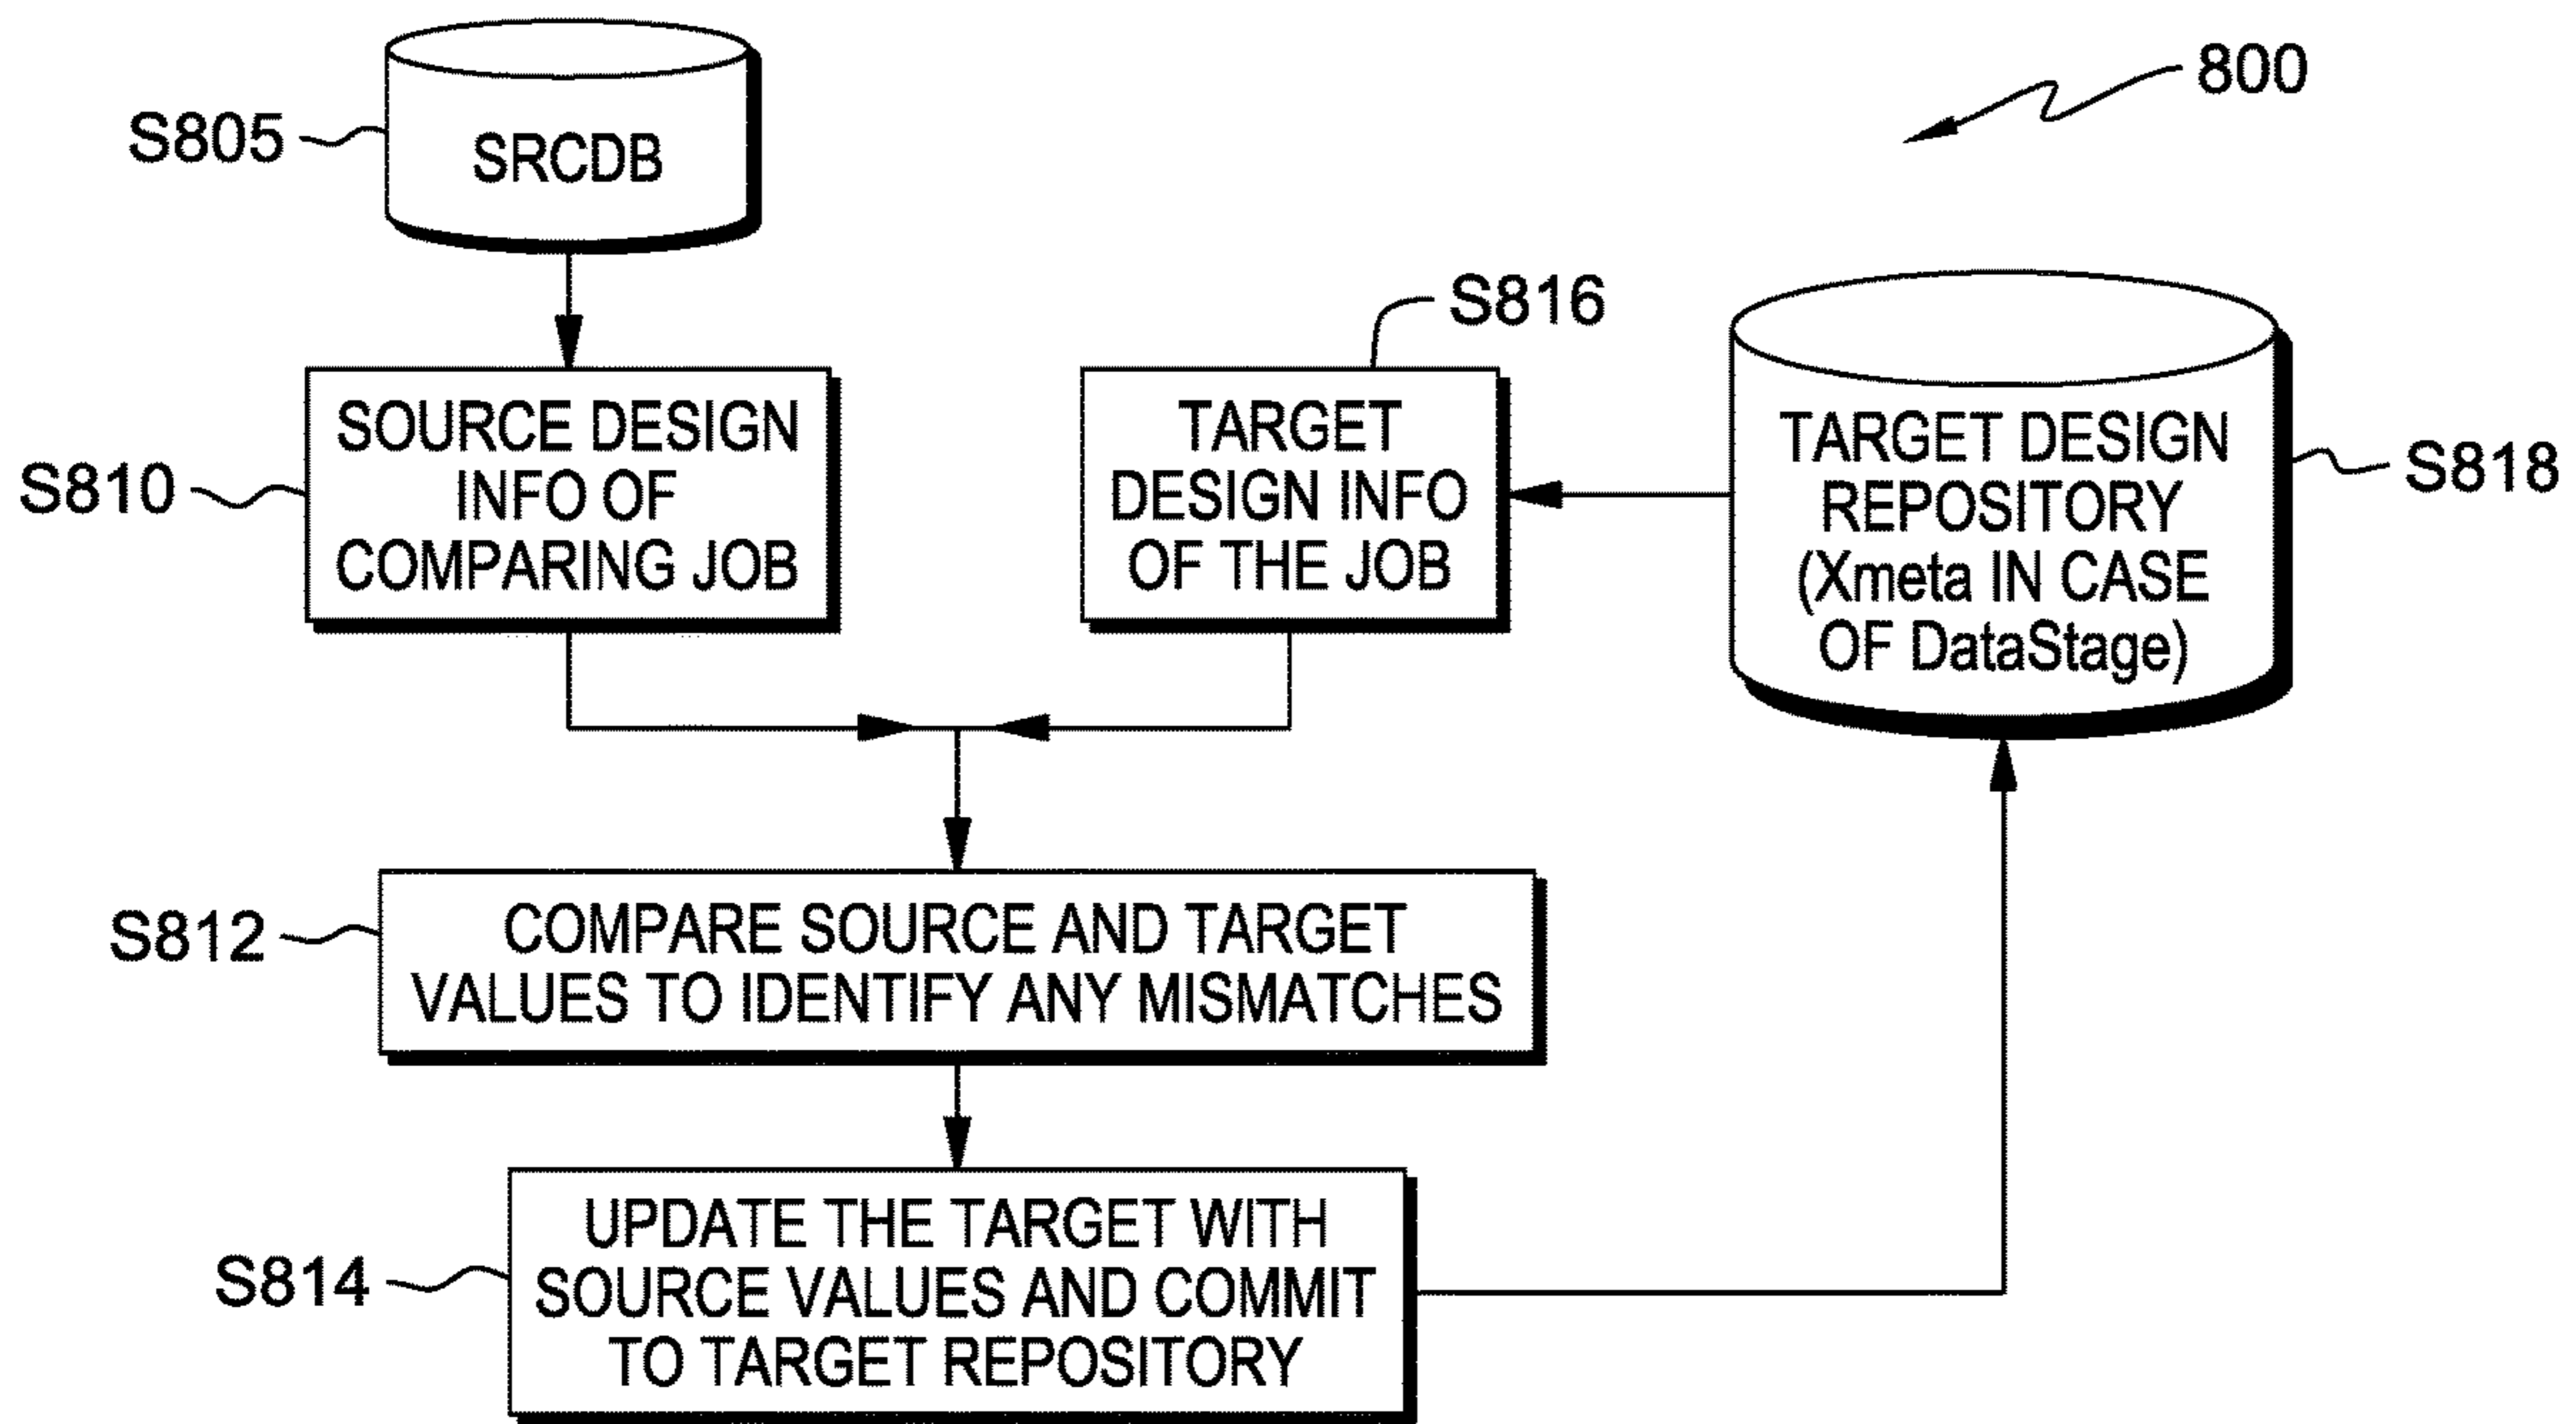 800
S805
SRCDB
S816
S810
SOURCE DESIGN
INFO OF
COMPARING JOB
TARGET
DESIGN INFO
OF THE JOB
TARGET DESIGN
REPOSITORY
(Xmeta IN CASE
OF DataStage)
S818
S812
COMPARE SOURCE AND TARGET
VALUES TO IDENTIFY ANY MISMATCHES
S814
UPDATE THE TARGET WITH
SOURCE VALUES AND COMMIT
TO TARGET REPOSITORY